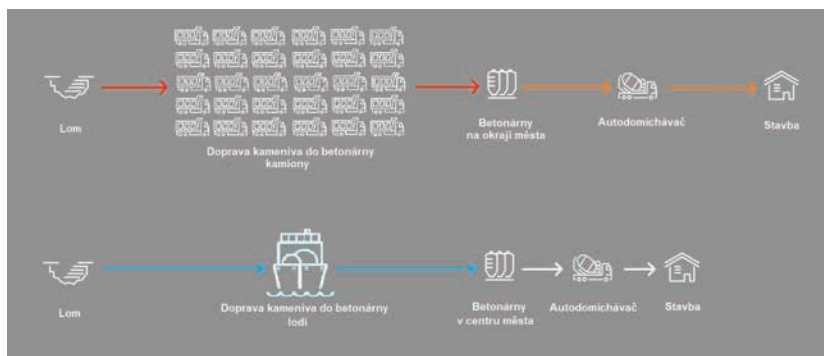 Lom
Doprava kameniva do betonárny
kamiony
Betonárny
na okraji města
Autodomíchávač
Stavba
Lom
Doprava kameniva do betonárny
lodí
Betonárny
v centru města
Autodomíchávač
Stavba